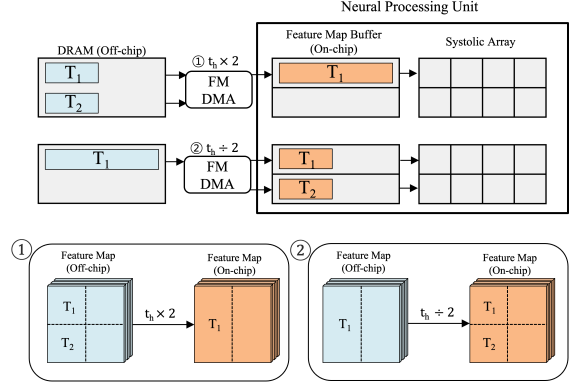 Neural Processing Unit
DRAM (Off-chip)
① th × 2
Feature Map Buffer
(On-chip)
Systolic Array
T1
T2
FM
DMA
T1
② th ÷ 2
T1
FM
DMA
T1
T2
①
Feature Map
(Off-chip)
Feature Map
(On-chip)
T1
T2
th × 2
T1
②
Feature Map
(Off-chip)
Feature Map
(On-chip)
T1
th ÷ 2
T1
T2